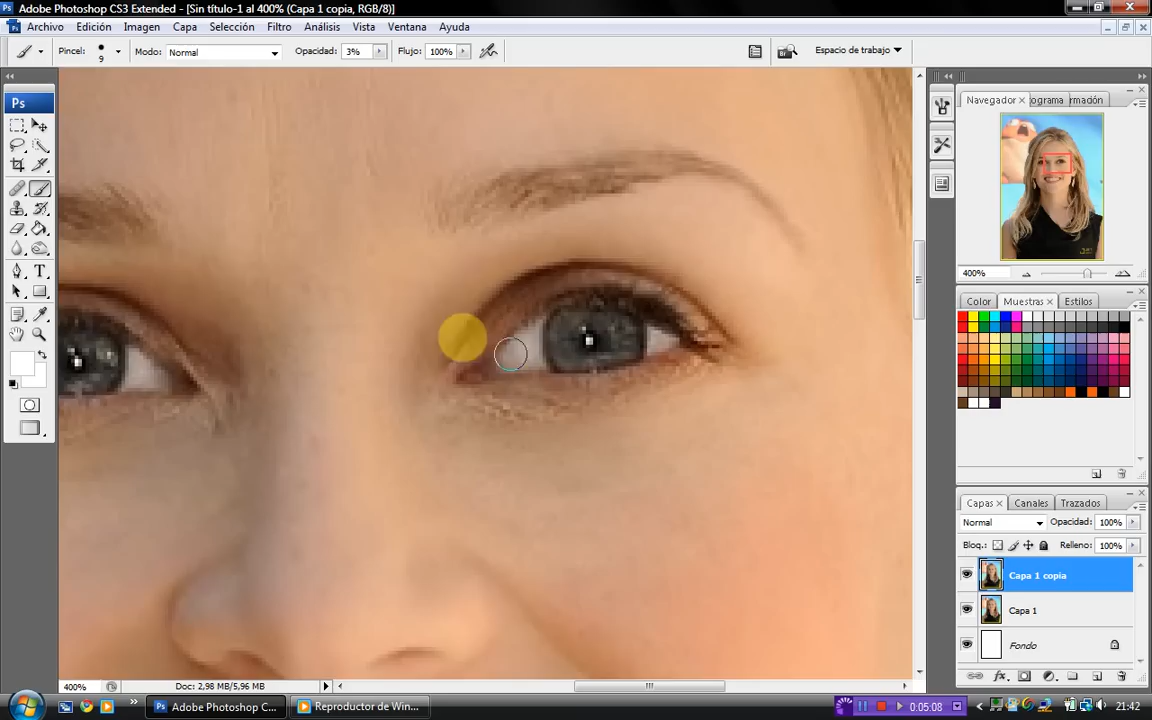 Adobe Photoshop CS3 Extended - [Sin título-1 al 400% (Capa 1 copia, RGB/8)]
Archivo Edición Imagen Capa Selección Filtro Análisis Vista Ventana Ayuda
Pincel: 9 Modo: Normal Opacidad: 3% Flujo: 100% Espacio de trabajo
Ps
Navegador × ograma rmación
400%
Color Muestras × Estilos
Capas × Canales Trazados
Normal Opacidad: 100%
Bloq.: Relleno: 100%
Capa 1 copia
Capa 1
Fondo
400% Doc: 2,98 MB/5,96 MB
Adobe Photoshop C... Reproductor de Win... 0:05:08 21:42